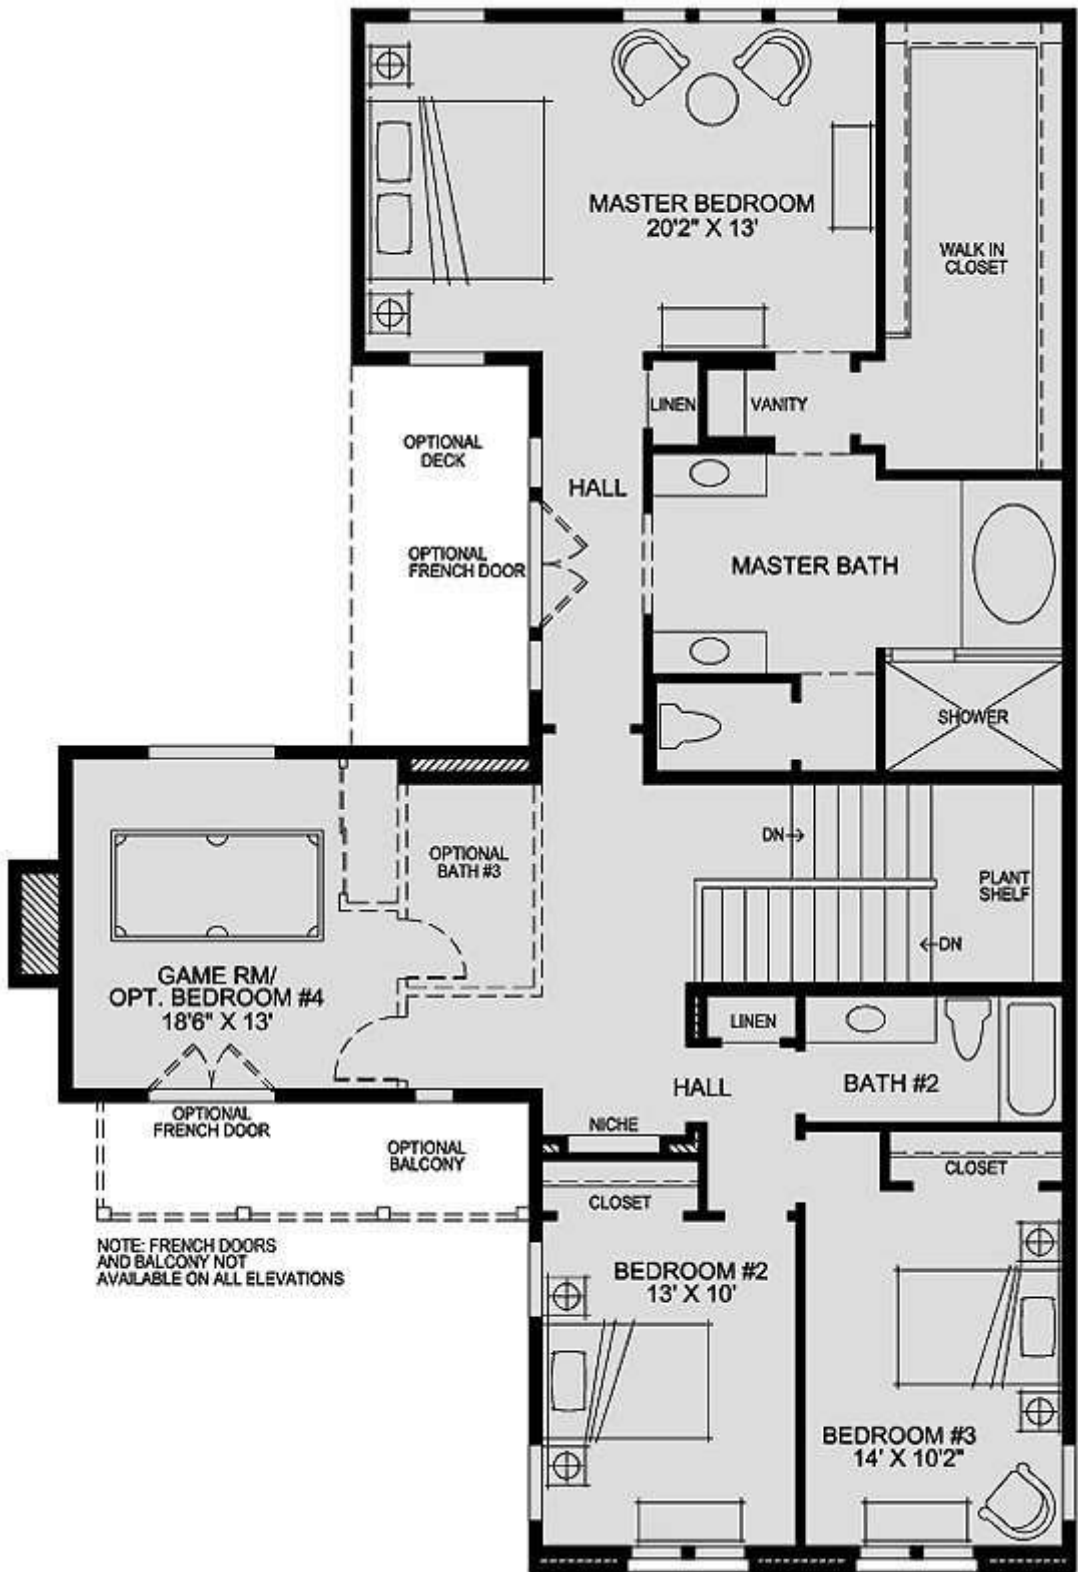 MASTER BEDROOM
20'2" X 13'
WALK IN
CLOSET
LINEN
VANITY
OPTIONAL
DECK
HALL
OPTIONAL
FRENCH DOOR
MASTER BATH
SHOWER
DN
OPTIONAL
BATH #3
PLANT
SHELF
DN
GAME RM/
OPT. BEDROOM #4
18'6" X 13'
LINEN
HALL
BATH #2
OPTIONAL
FRENCH DOOR
NICHE
OPTIONAL
BALCONY
CLOSET
CLOSET
NOTE: FRENCH DOORS
AND BALCONY NOT
AVAILABLE ON ALL ELEVATIONS
BEDROOM #2
13' X 10'
BEDROOM #3
14' X 10'2"